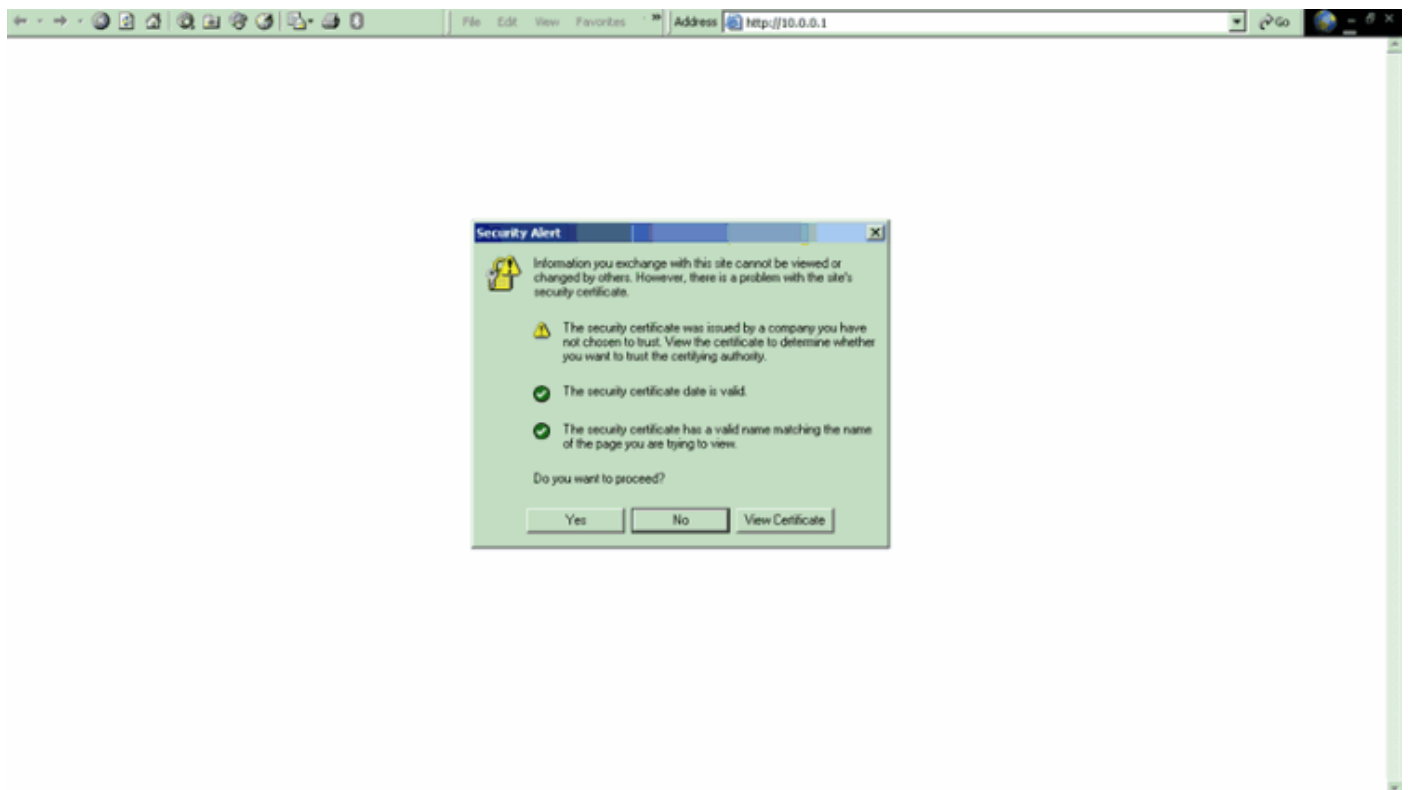 File Edit View Favorites » Address http://10.0.0.1 Go
Security Alert
Information you exchange with this site cannot be viewed or
changed by others. However, there is a problem with the site's
security certificate.
The security certificate was issued by a company you have
not chosen to trust. View the certificate to determine whether
you want to trust the certifying authority.
The security certificate date is valid.
The security certificate has a valid name matching the name
of the page you are trying to view.
Do you want to proceed?
Yes No View Certificate